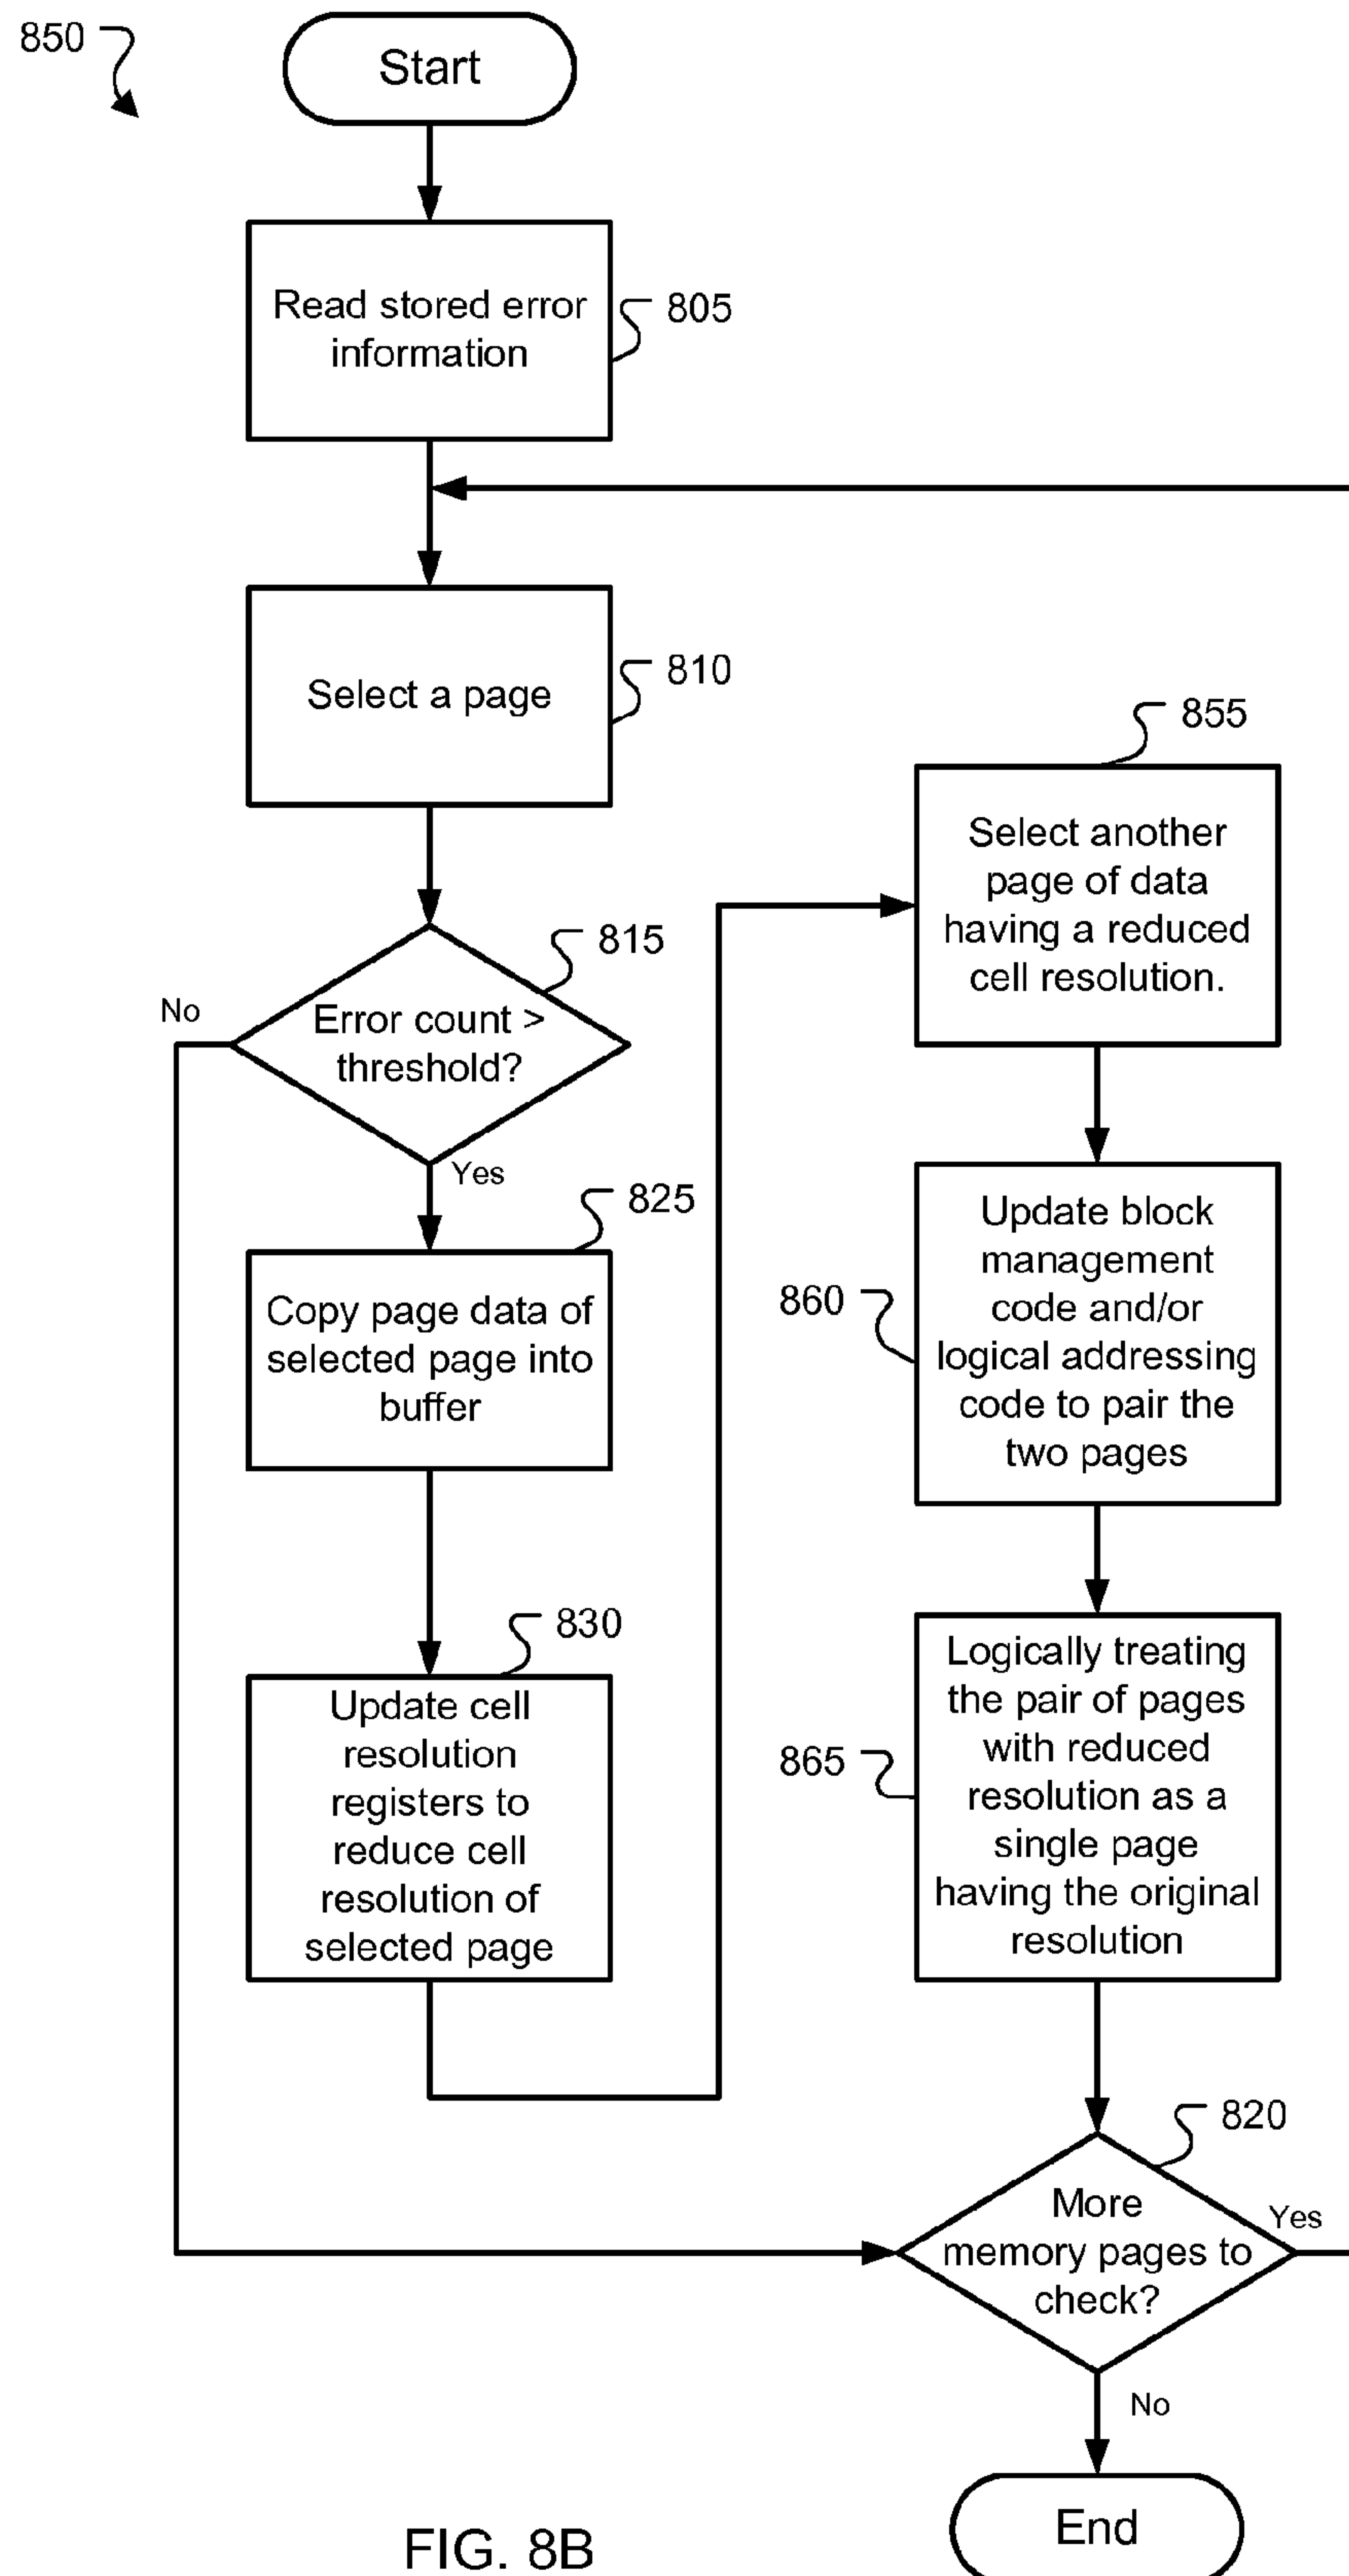 850
Start
Read stored error
information
805
Select a page
810
Error count >
threshold?
815
No
Yes
Copy page data of
selected page into
buffer
825
Update cell
resolution
registers to
reduce cell
resolution of
selected page
830
Select another
page of data
having a reduced
cell resolution.
855
Update block
management
code and/or
logical addressing
code to pair the
two pages
860
Logically treating
the pair of pages
with reduced
resolution as a
single page
having the original
resolution
865
More
memory pages to
check?
820
Yes
No
End
FIG. 8B